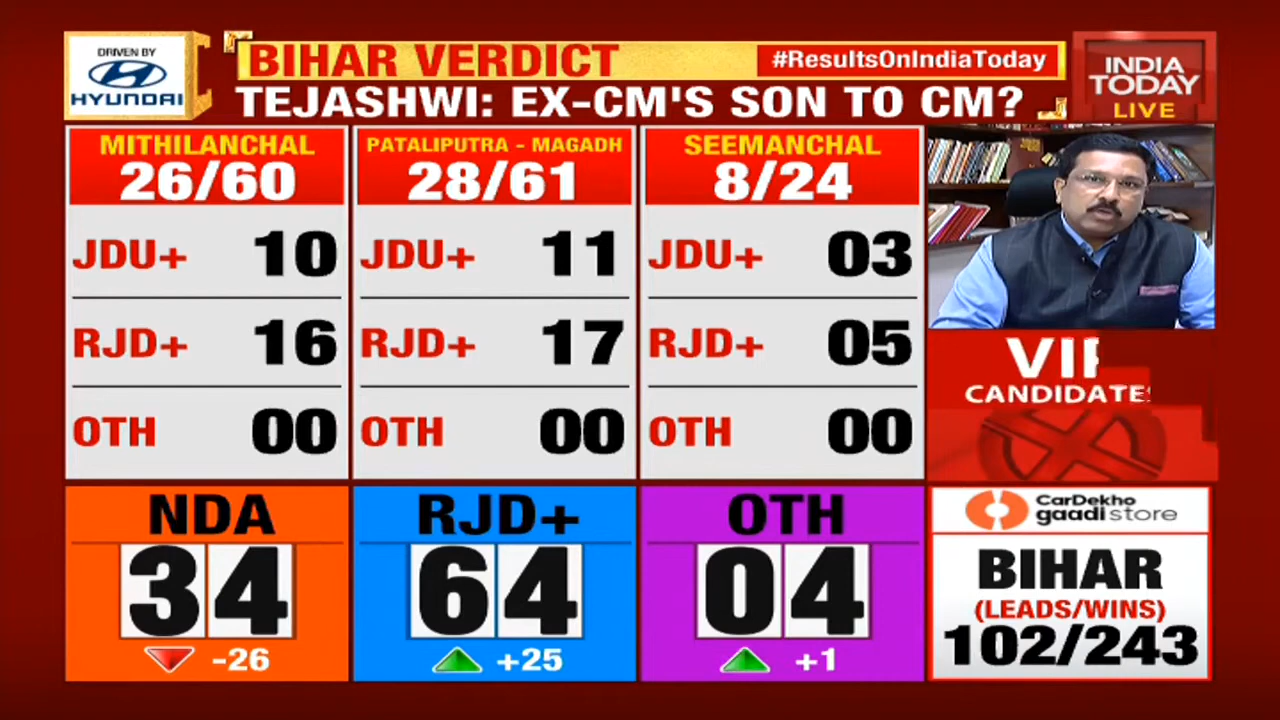 DRIVEN BY
HYUNDAI
BIHAR VERDICT
#ResultsOnIndiaToday
TEJASHWI: EX-CM'S SON TO CM?
INDIA
TODAY
LIVE
MITHILANCHAL
26/60
JDU+ 10
RJD+ 16
OTH 00
PATALIPUTRA - MAGADH
28/61
JDU+ 11
RJD+ 17
OTH 00
SEEMANCHAL
8/24
JDU+ 03
RJD+ 05
OTH 00
CANDIDATE
NDA
34
-26
RJD+
64
+25
OTH
04
+1
CarDekho
gaadi store
BIHAR
(LEADS/WINS)
102/243